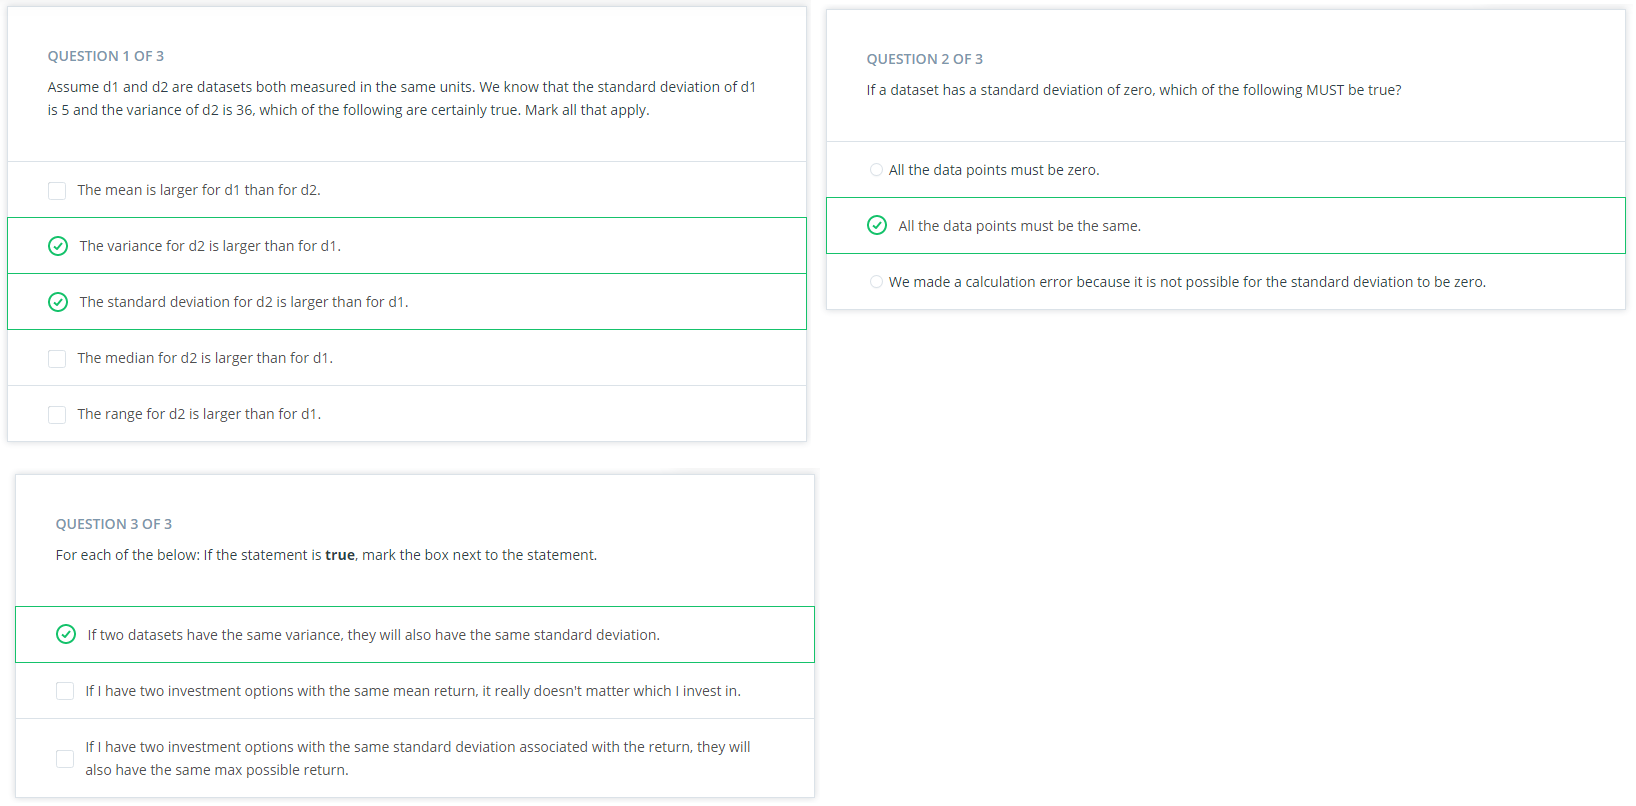 QUESTION 1 OF 3
Assume d1 and d2 are datasets both measured in the same units. We know that the standard deviation of d1
is 5 and the variance of d2 is 36, which of the following are certainly true. Mark all that apply.
The mean is larger for d1 than for d2.
The variance for d2 is larger than for d1.
The standard deviation for d2 is larger than for d1.
The median for d2 is larger than for d1.
The range for d2 is larger than for d1.
QUESTION 2 OF 3
If a dataset has a standard deviation of zero, which of the following MUST be true?
All the data points must be zero.
All the data points must be the same.
We made a calculation error because it is not possible for the standard deviation to be zero.
QUESTION 3 OF 3
For each of the below: If the statement is true, mark the box next to the statement.
If two datasets have the same variance, they will also have the same standard deviation.
If I have two investment options with the same mean return, it really doesn't matter which I invest in.
If I have two investment options with the same standard deviation associated with the return, they will
also have the same max possible return.